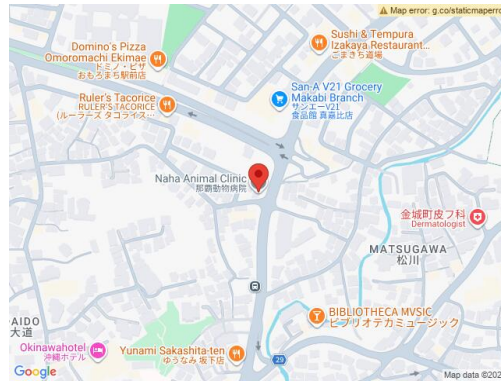 Map error: g.co/staticmaperro
Domino's Pizza
Omoromachi Ekimae
ドミノ・ピザ
おもろまち駅前店
Sushi & Tempura
Izakaya Restaurant...
ごまきち道場
San-A V21 Grocery
Makabi Branch
サンエーV21
食品館 真嘉比店
Ruler's Tacorice
RULER'S TACORICE
(ルーラーズ タコライス…
Naha Animal Clinic
那覇動物病院
金城町皮フ科
Dermatologist
MATSUGAWA
松川
BIBLIOTHECA MVSIC
ビブリオテカミュージック
AIDO
大道
Okinawahotel
沖縄ホテル
Yunami Sakashita-ten
ゆうなみ 坂下店
29
Google
Map data ©202